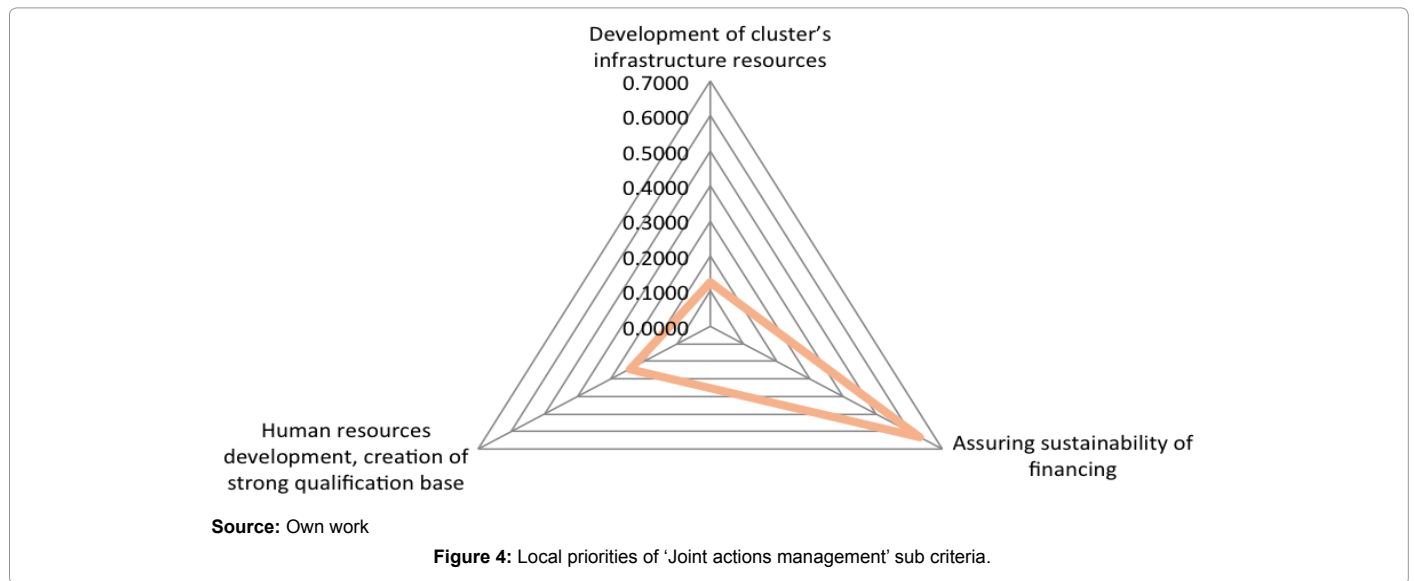 Development of cluster’s
infrastructure resources
0.7000
0.6000
0.5000
0.4000
0.3000
0.2000
0.1000
0.0000
Human resources
development, creation of
strong qualification base
Assuring sustainability of
financing
Source: Own work
Figure 4: Local priorities of ‘Joint actions management’ sub criteria.